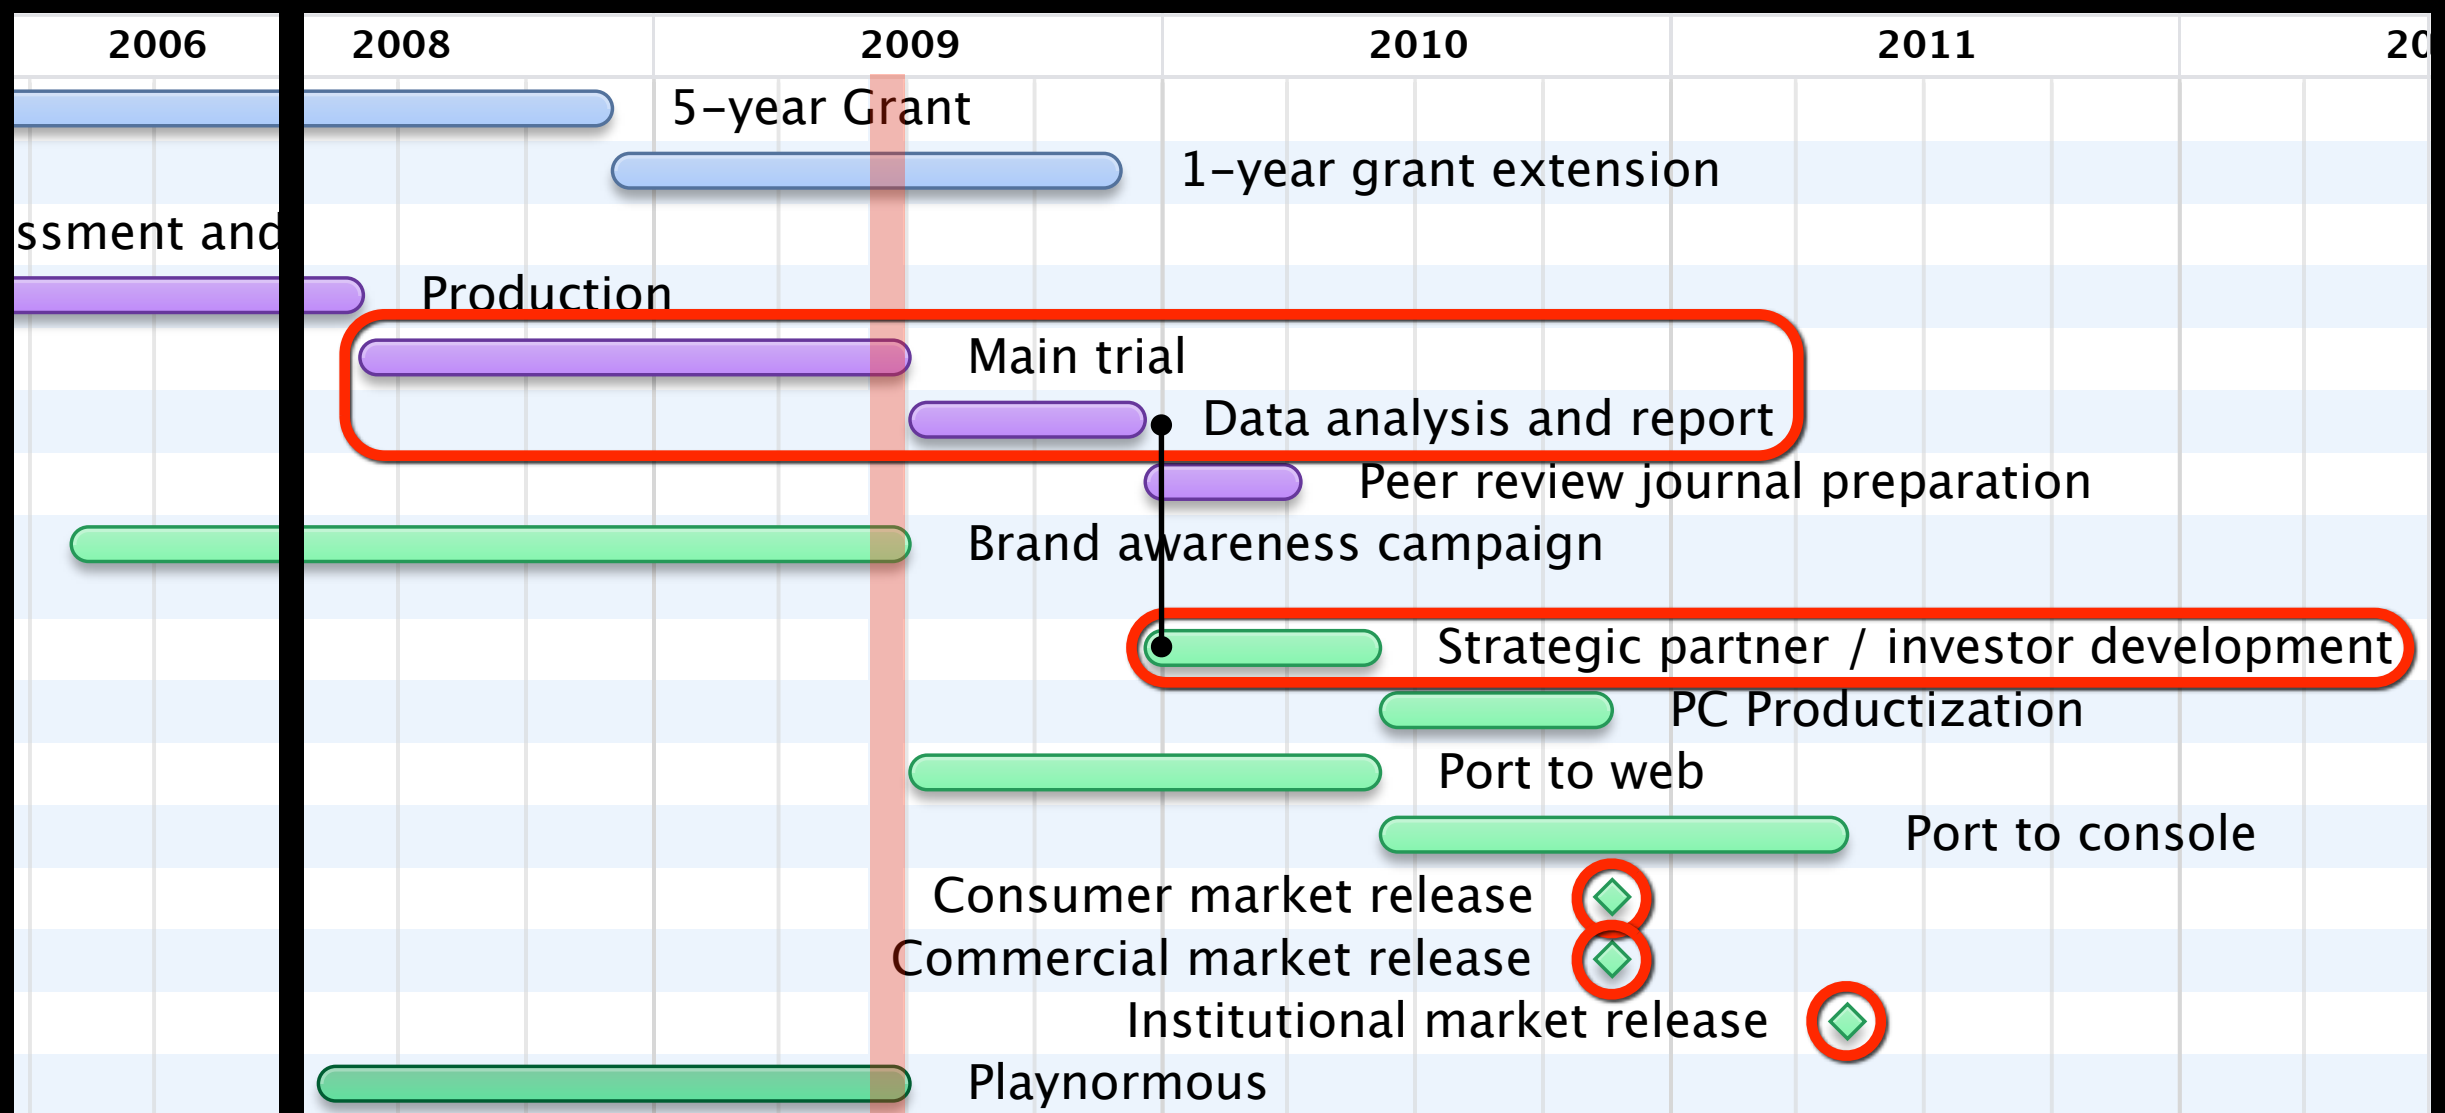 2006 2008 2009 2010 2011 20
5-year Grant
1-year grant extension
ssment and
Production
Main trial
Data analysis and report
Peer review journal preparation
Brand awareness campaign
Strategic partner / investor development
PC Productization
Port to web
Port to console
Consumer market release
Commercial market release
Institutional market release
Playnormous